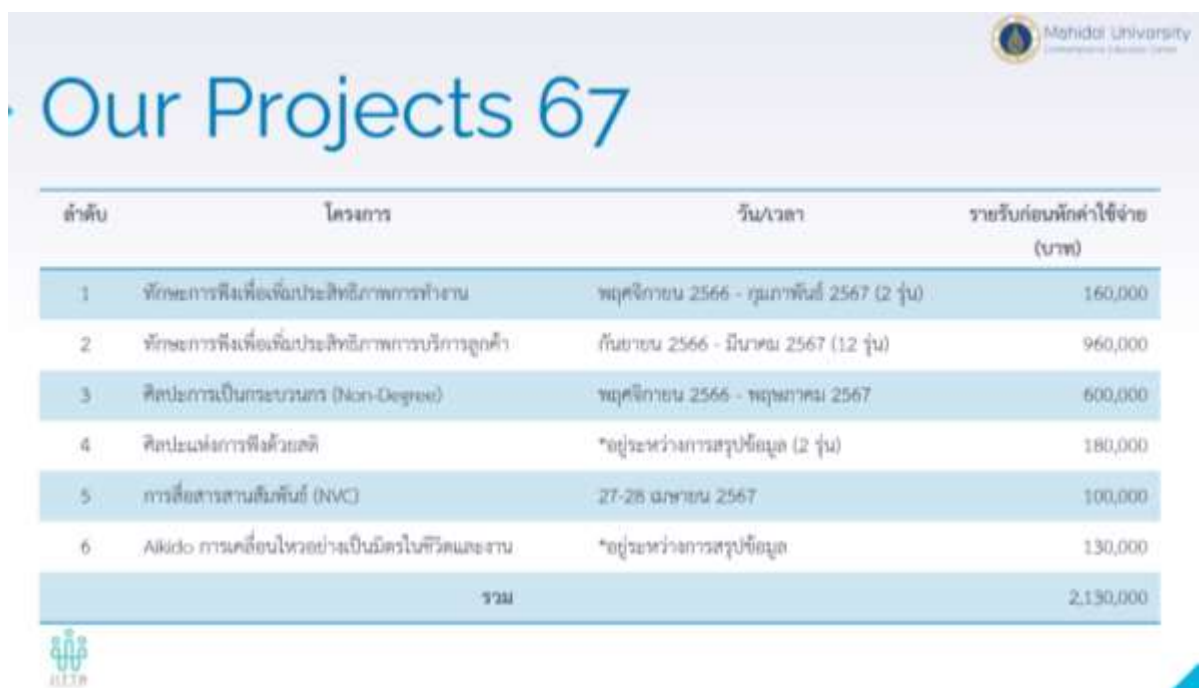 Mahidol University
Contemplative Education Center
Our Projects 67
ลำดับ โครงการ วัน/เวลา รายรับก่อนหักค่าใช้จ่าย (บาท)
1 ทักษะการฟังเพื่อเพิ่มประสิทธิภาพการทำงาน พฤศจิกายน 2566 - กุมภาพันธ์ 2567 (2 รุ่น) 160,000
2 ทักษะการฟังเพื่อเพิ่มประสิทธิภาพการบริการลูกค้า กันยายน 2566 - มีนาคม 2567 (12 รุ่น) 960,000
3 ศิลปะการเป็นกระบวนกร (Non-Degree) พฤศจิกายน 2566 - พฤษภาคม 2567 600,000
4 ศิลปะแห่งการฟังด้วยสติ *อยู่ระหว่างการสรุปข้อมูล (2 รุ่น) 180,000
5 การสื่อสารสานสัมพันธ์ (NVC) 27-28 เมษายน 2567 100,000
6 Aikido การเคลื่อนไหวอย่างเป็นมิตรในชีวิตและงาน *อยู่ระหว่างการสรุปข้อมูล 130,000
รวม 2,130,000